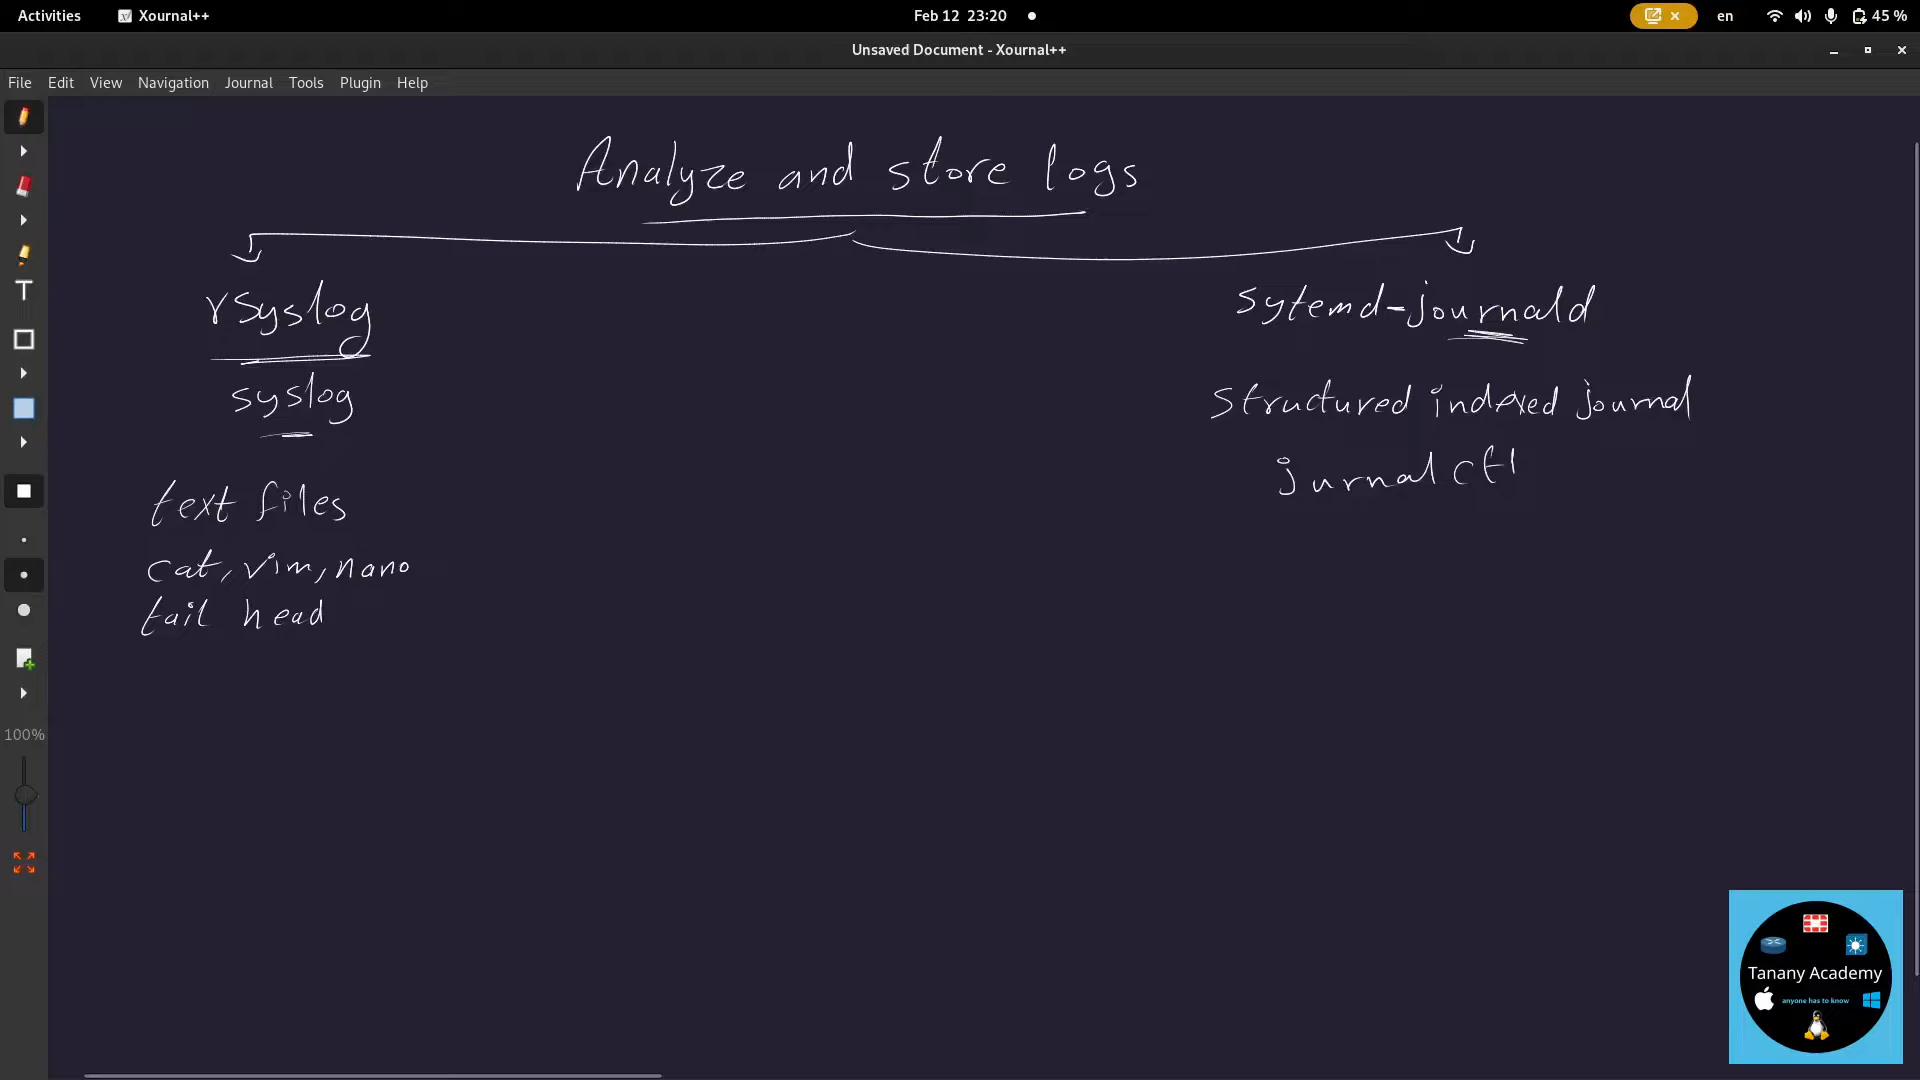 Activities Xournal++ Feb 12 23:20 en 45 %
Unsaved Document - Xournal++
File Edit View Navigation Journal Tools Plugin Help
Analyze and store logs
rsyslog
sytemd-journald
syslog
structured indexed journal
jurnalctl
text files
cat, vim, nano
tail head
100%
Tanany Academy
anyone has to know